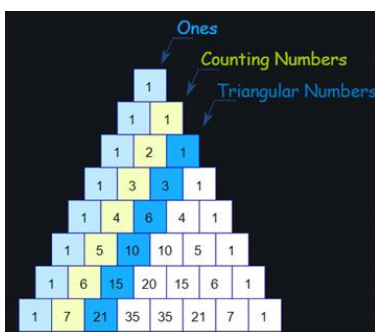 Ones
Counting Numbers
Triangular Numbers
1
1 1
1 2 1
1 3 3 1
1 4 6 4 1
1 5 10 10 5 1
1 6 15 20 15 6 1
1 7 21 35 35 21 7 1